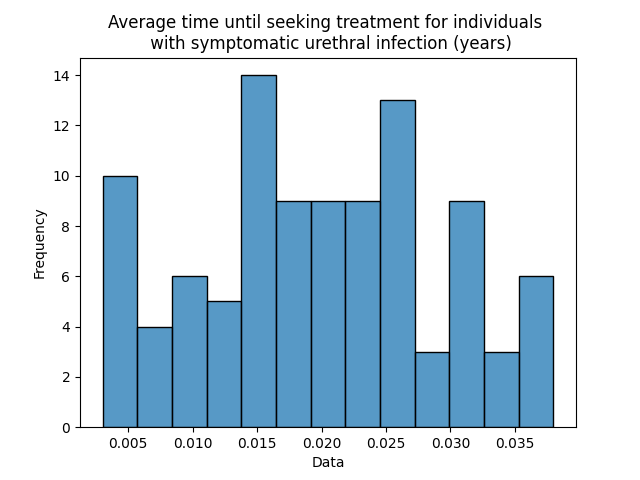 Average time until seeking treatment for individuals
with symptomatic urethral infection (years)
14
12
10
8
6
4
2
0
Frequency
0.005 0.010 0.015 0.020 0.025 0.030 0.035
Data